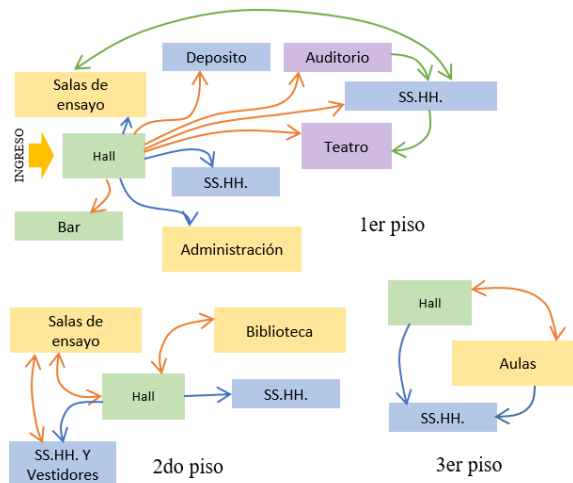 Deposito
Auditorio
Salas de
ensayo
SS.HH.
INGRESO
Hall
Teatro
SS.HH.
Bar
1er piso
Administración
Salas de
ensayo
Biblioteca
Hall
Aulas
Hall
SS.HH.
SS.HH.
SS.HH. Y
Vestidores
2do piso
3er piso